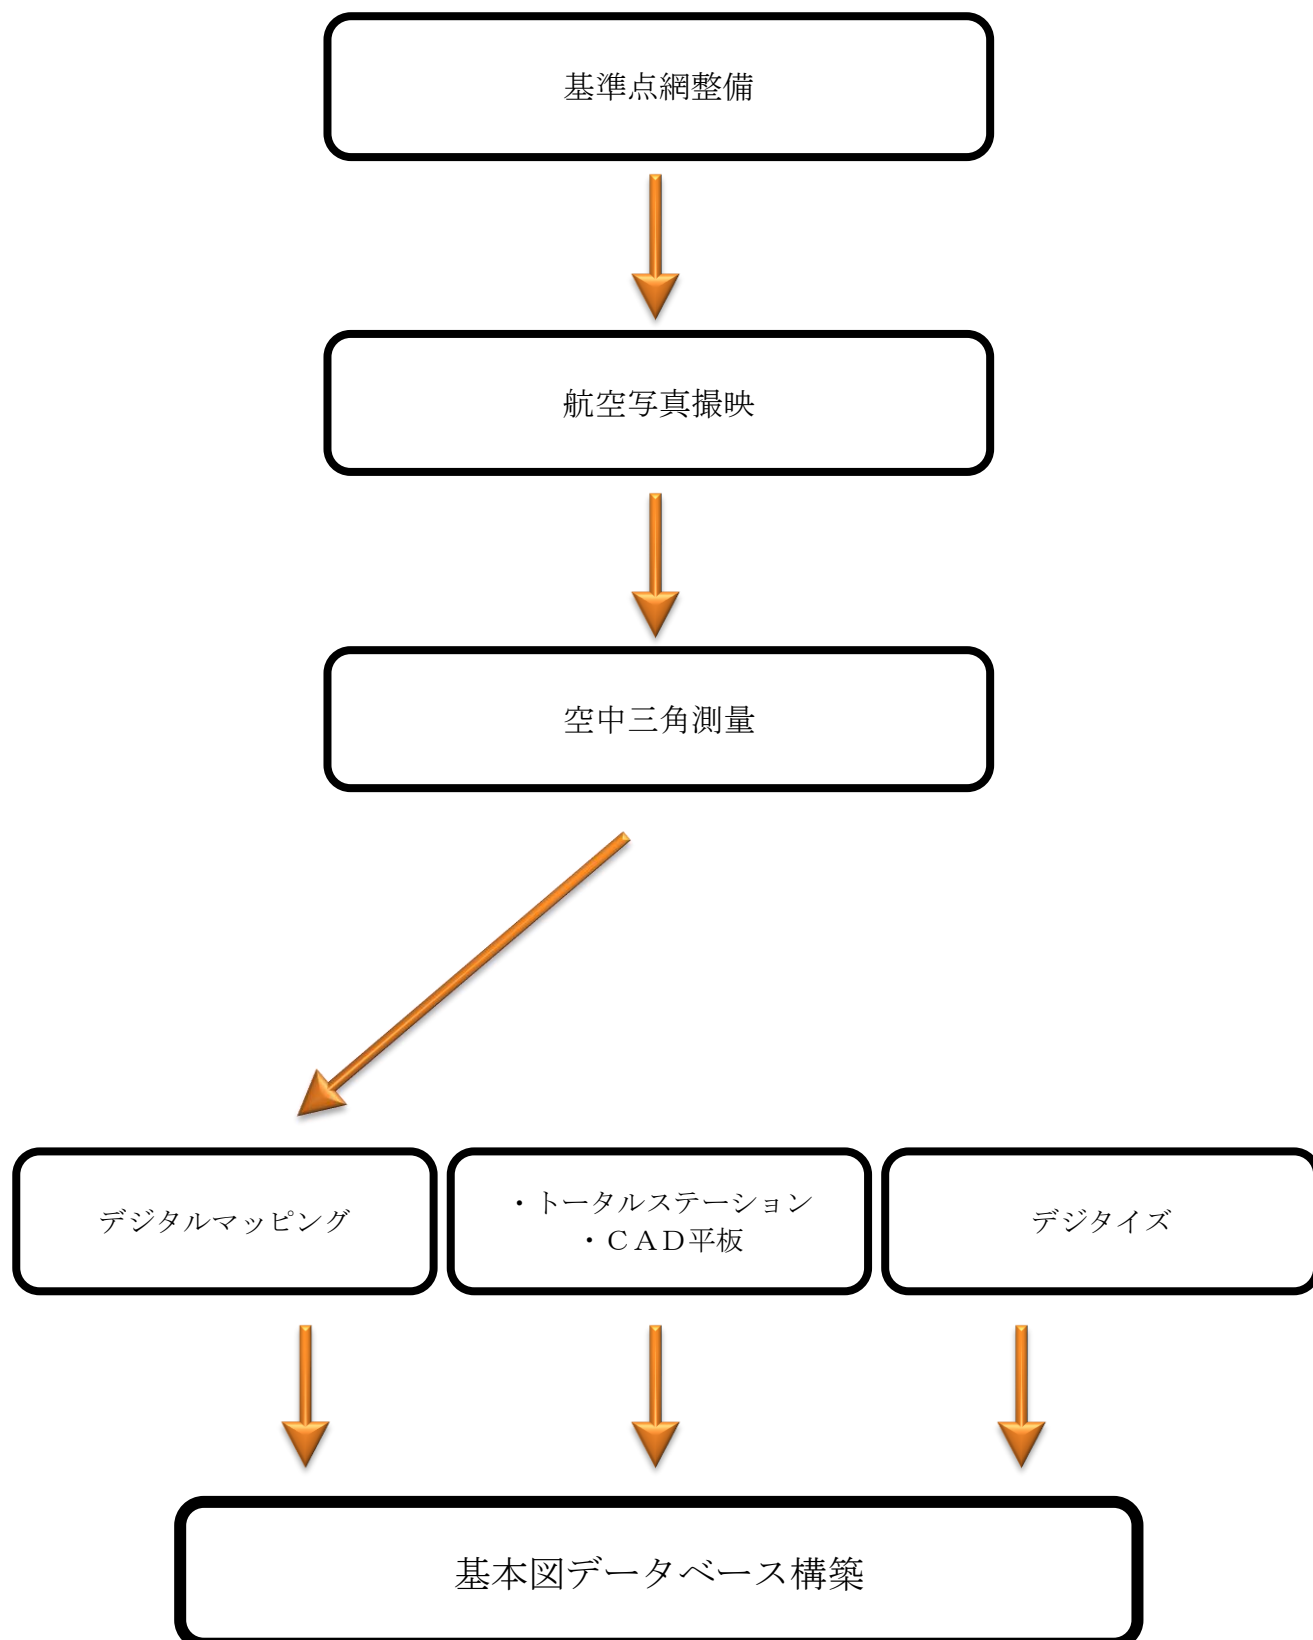 基準点網整備
航空写真撮映
空中三角測量
デジタルマッピング
・トータルステーション
・ＣＡＤ平板
デジタイズ
基本図データベース構築